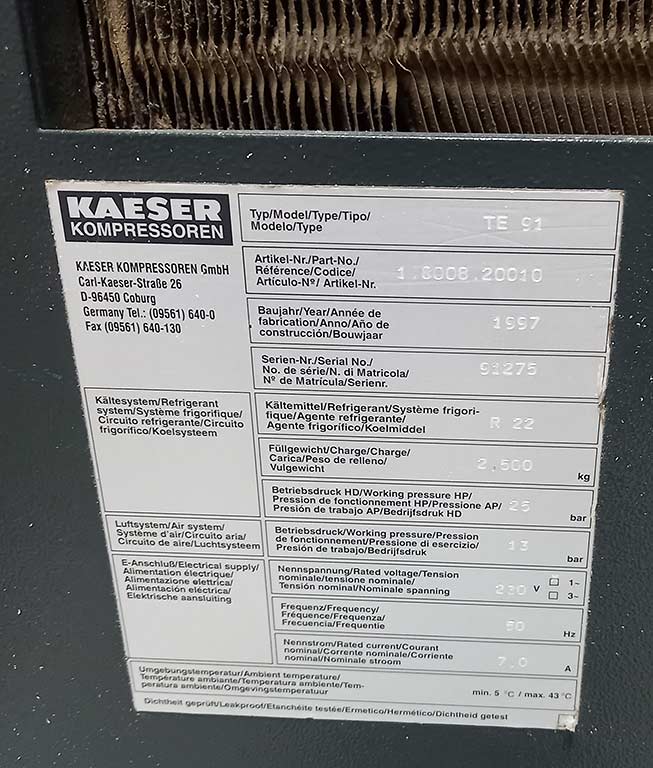 KAESER
KOMPRESSOREN
KAESER KOMPRESSOREN GmbH
Carl-Kaeser-Straße 26
D-96450 Coburg
Germany Tel.: (09561) 640-0
Fax (09561) 640-130
Typ/Model/Type/Tipo/
Modelo/Type
TE 91
Artikel-Nr./Part-No./
Référence/Codice/
Artículo-Nº/ Artikel-Nr.
1.8008.20010
Baujahr/Year/Année de
fabrication/Anno/Año de
construcción/Bouwjaar
1997
Serien-Nr./Serial No./
No. de série/N. di Matricola/
Nº de Matrícula/Serienr.
91275
Kältesystem/Refrigerant
system/Système frigorifique/
Circuito refrigerante/Circuito
frigorífico/Koelsysteem
Kältemittel/Refrigerant/Système frigori-
fique/Agente refrigerante/
Agente frigorífico/Koelmiddel
R 22
Füllgewicht/Charge/Charge/
Carica/Peso de relleno/
Vulgewicht
2,500
kg
Betriebsdruck HD/Working pressure HP/
Pression de fonctionnement HP/Pressione AP/
Presión de trabajo AP/Bedrijfsdruk HD
25
bar
Luftsystem/Air system/
Système d'air/Circuito aria/
Circuito de aire/Luchtsysteem
Betriebsdruck/Working pressure/Pression
de fonctionnement/Pressione di esercizio/
Presión de trabajo/Bedrijfsdruk
13
bar
E-Anschluß/Electrical supply/
Alimentation électrique/
Alimentazione elettrica/
Alimentación eléctrica/
Elektrische aansluiting
Nennspannung/Rated voltage/Tension
nominale/tensione nominale/
Tensión nominal/Nominale spanning
230 V
1~
3~
Frequenz/Frequency/
Fréquence/Frequenza/
Frecuencia/Frequentie
50
Hz
Nennstrom/Rated current/Courant
nominal/Corrente nominale/Corriente
nominal/Nominale stroom
7,0
A
Umgebungstemperatur/Ambient temperature/
Température ambiante/Temperatura ambiente/Tem-
peratura ambiente/Omgevingstemperatuur
min. 5 °C / max. 43 °C
Dichtheit geprüft/Leakproof/Etanchéite testée/Ermetico/Hermético/Dichtheid getest